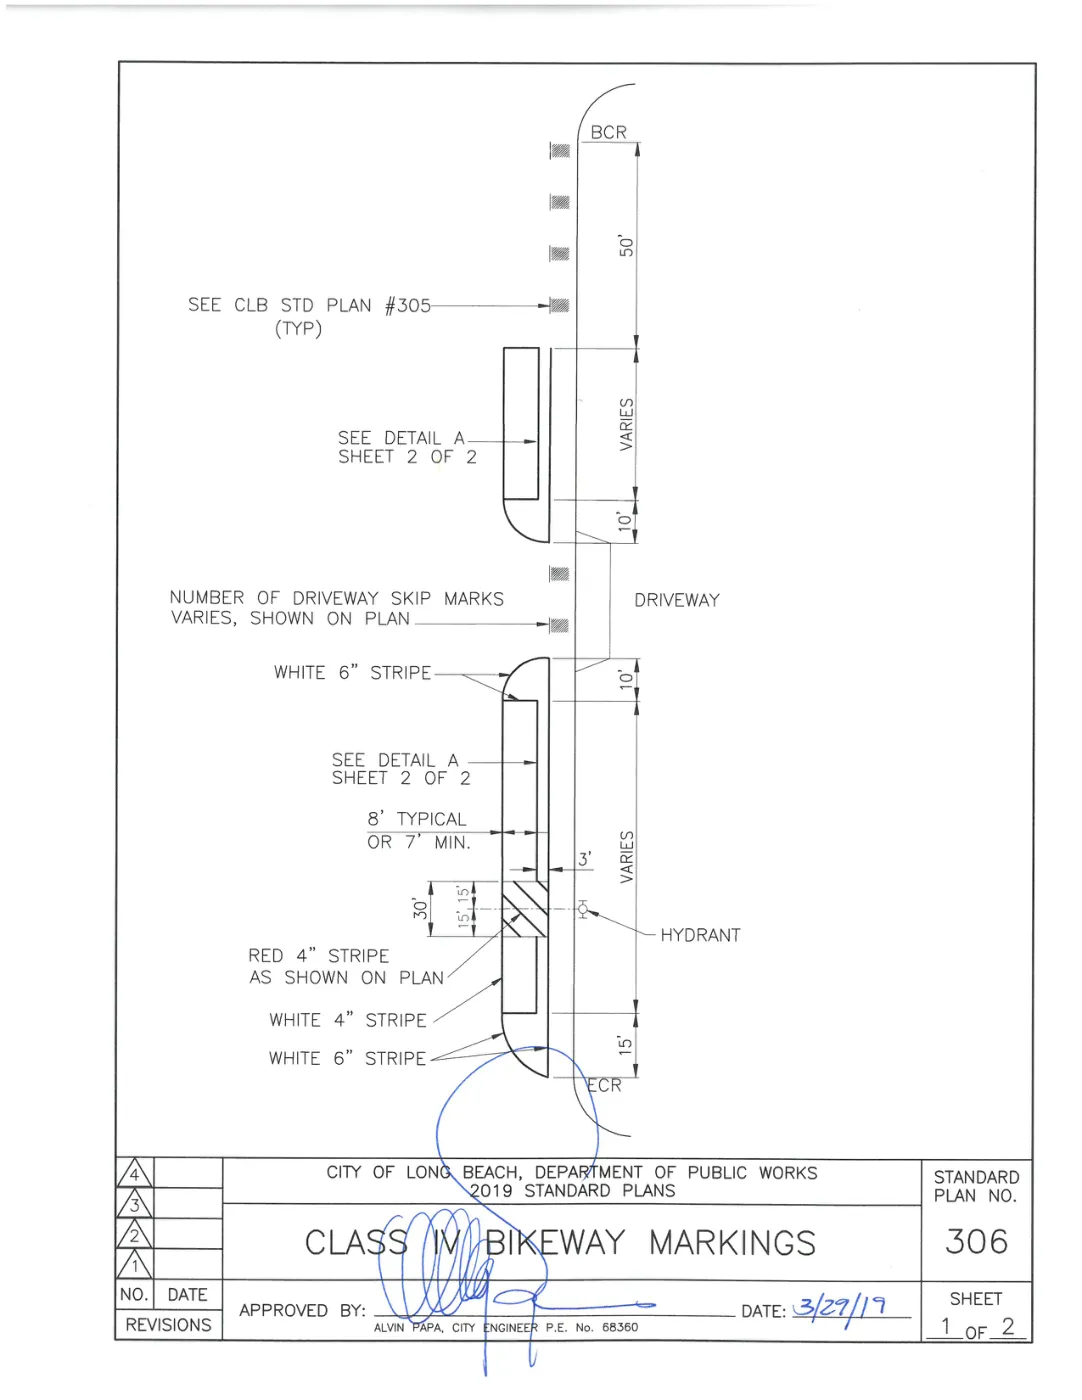 BCR
50'
SEE CLB STD PLAN #305
(TYP)
VARIES
SEE DETAIL A
SHEET 2 OF 2
10'
NUMBER OF DRIVEWAY SKIP MARKS
VARIES, SHOWN ON PLAN
DRIVEWAY
WHITE 6" STRIPE
10'
SEE DETAIL A
SHEET 2 OF 2
8' TYPICAL
OR 7' MIN.
VARIES
3'
30'
15'
15'
HYDRANT
RED 4" STRIPE
AS SHOWN ON PLAN
WHITE 4" STRIPE
WHITE 6" STRIPE
15'
ECR
4
3
2
1
NO. DATE
REVISIONS
CITY OF LONG BEACH, DEPARTMENT OF PUBLIC WORKS
2019 STANDARD PLANS
CLASS IV BIKEWAY MARKINGS
APPROVED BY:
ALVIN PAPA, CITY ENGINEER P.E. No. 68360
DATE: 3/29/19
STANDARD
PLAN NO.
306
SHEET
1 OF 2